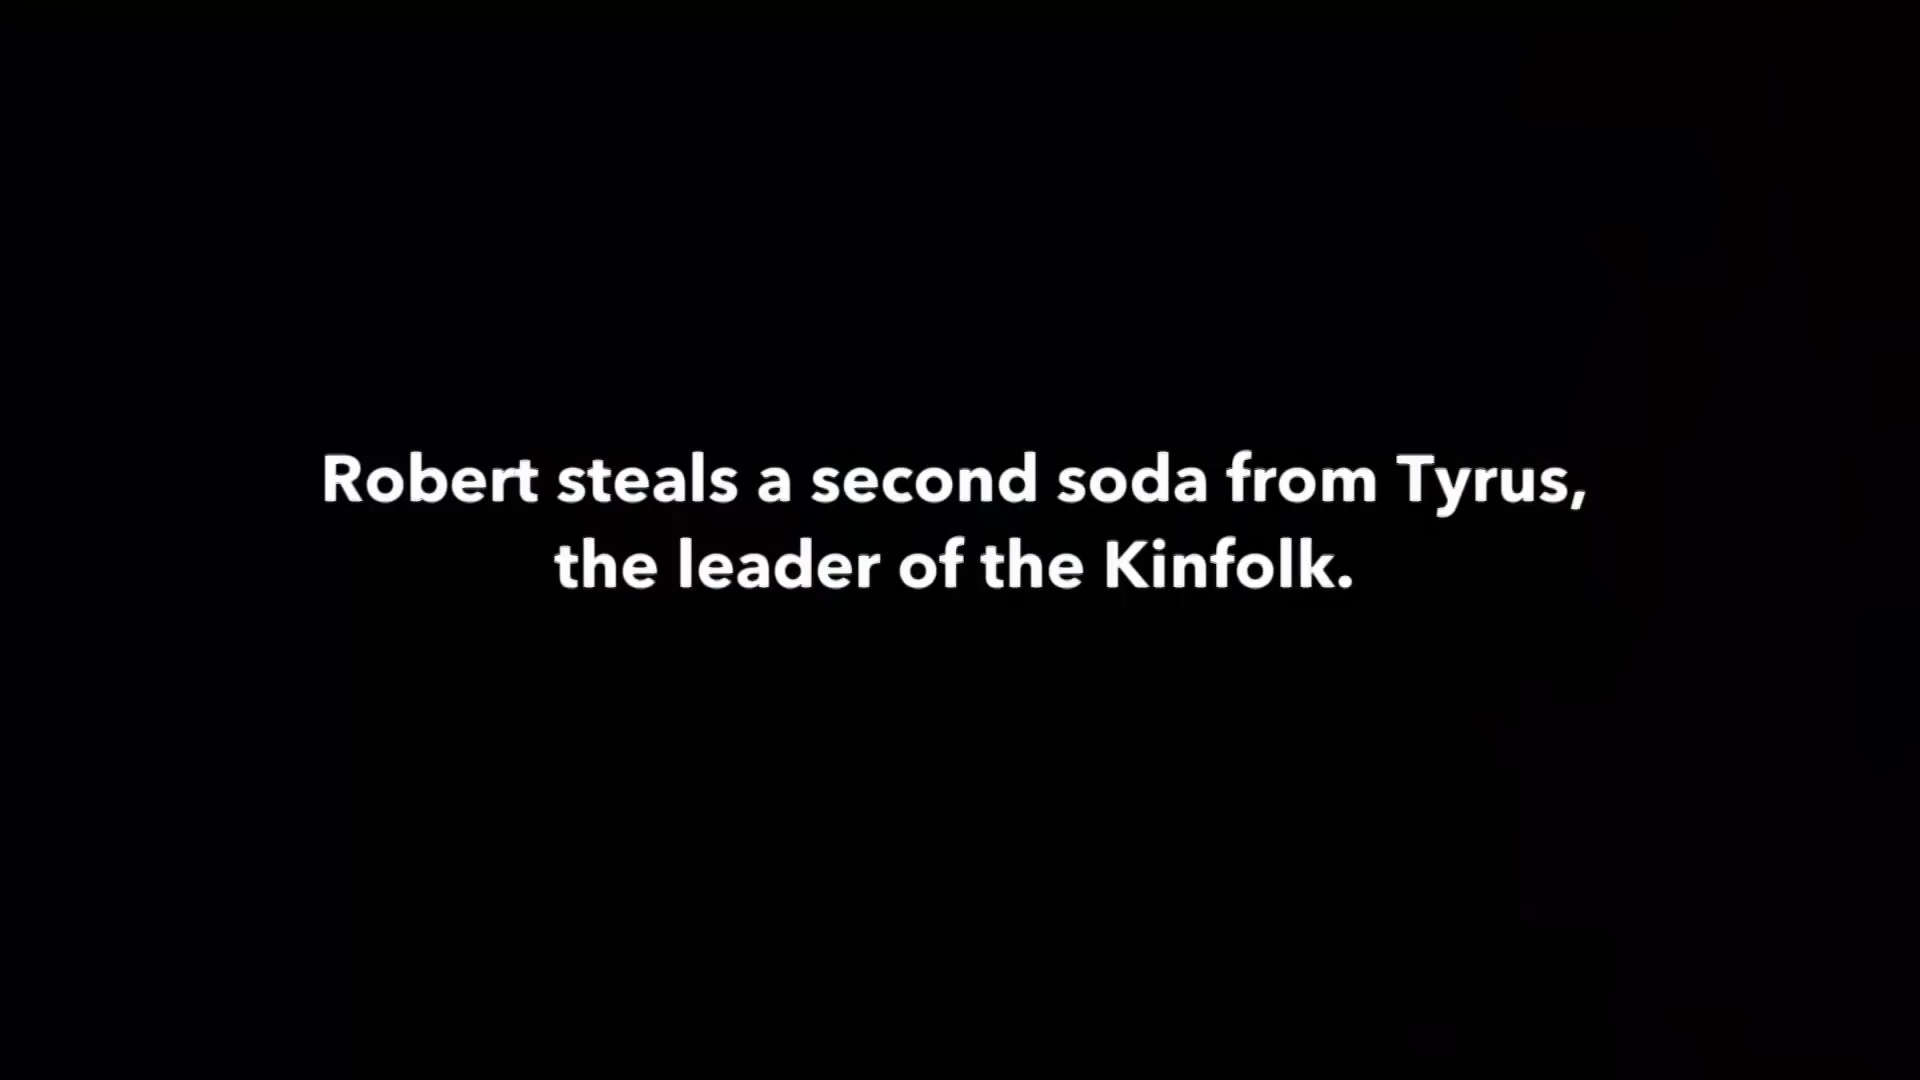 Robert steals a second soda from Tyrus,
the leader of the Kinfolk.